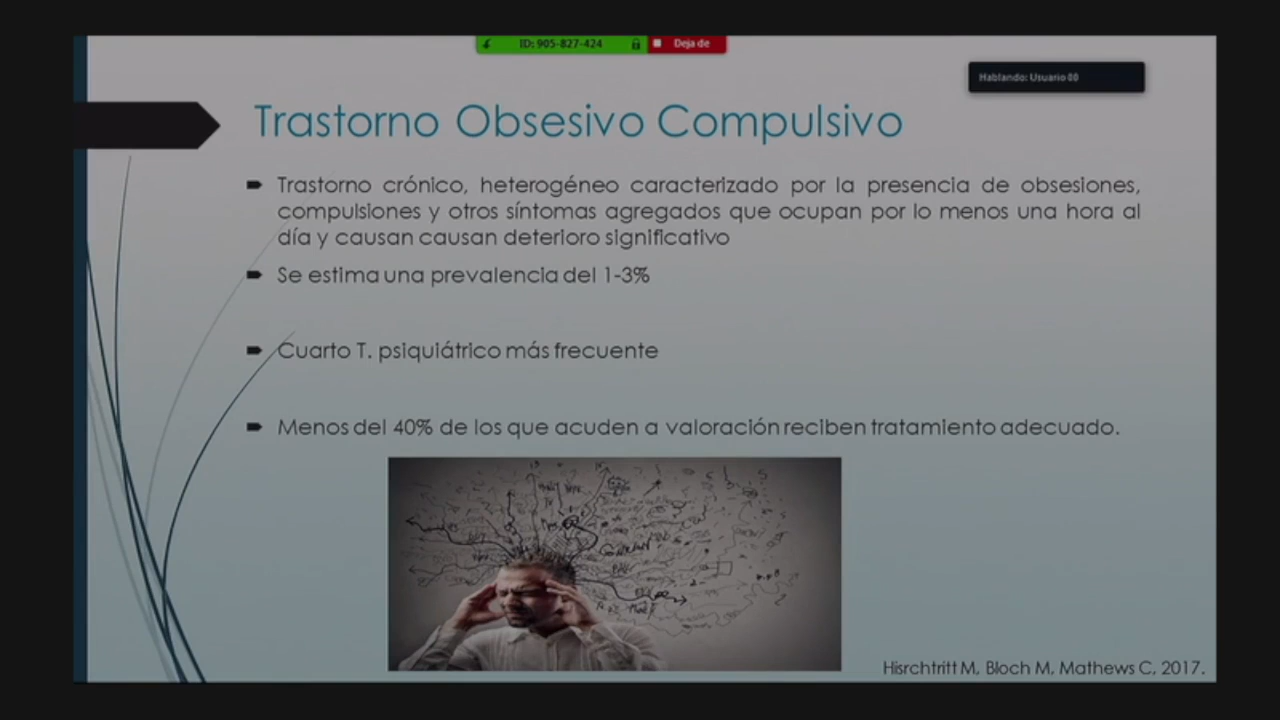 ID: 905-827-424
Deja de
Hablando: Usuario 80
Trastorno Obsesivo Compulsivo
Trastorno crónico, heterogéneo caracterizado por la presencia de obsesiones,
compulsiones y otros síntomas agregados que ocupan por lo menos una hora al
día y causan causan deterioro significativo
Se estima una prevalencia del 1-3%
Cuarto T. psiquiátrico más frecuente
Menos del 40% de los que acuden a valoración reciben tratamiento adecuado.
Hisrchtritt M, Bloch M, Mathews C, 2017.